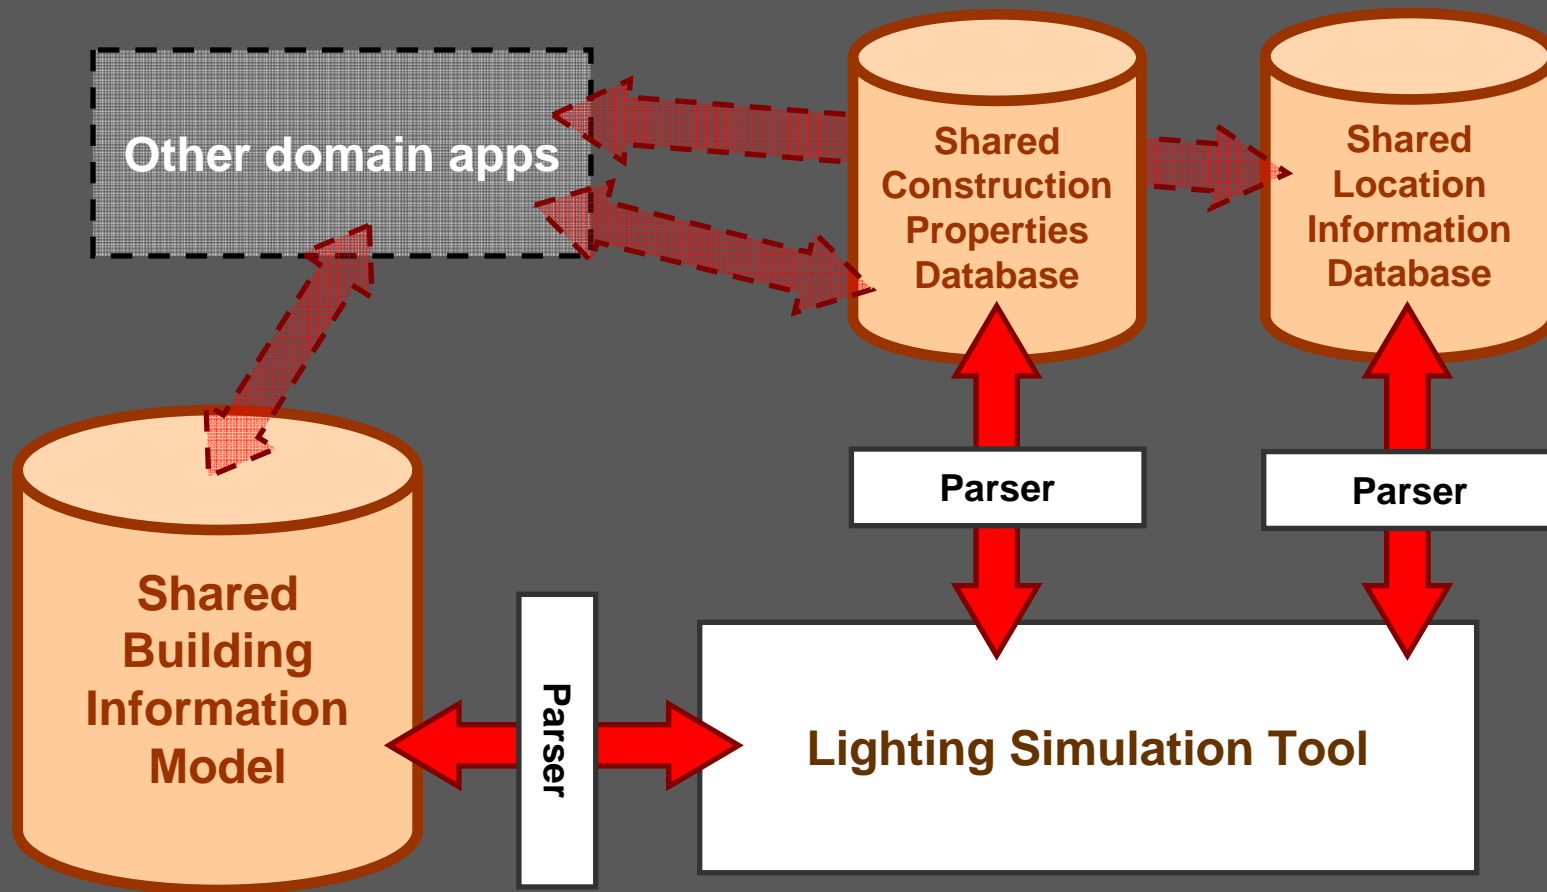 Other domain apps
Shared
Construction
Properties
Database
Shared
Location
Information
Database
Parser
Parser
Shared
Building
Information
Model
Parser
Lighting Simulation Tool